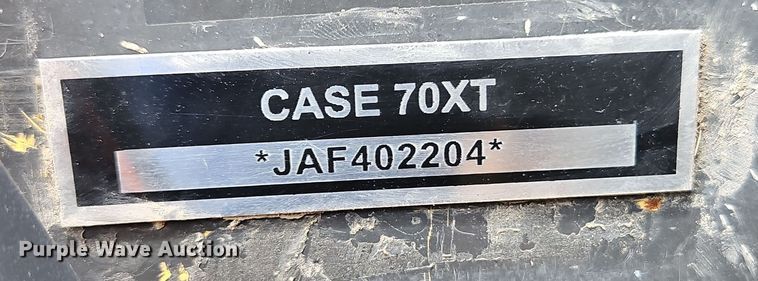 CASE 70XT
*JAF402204*
Purple Wave Auction